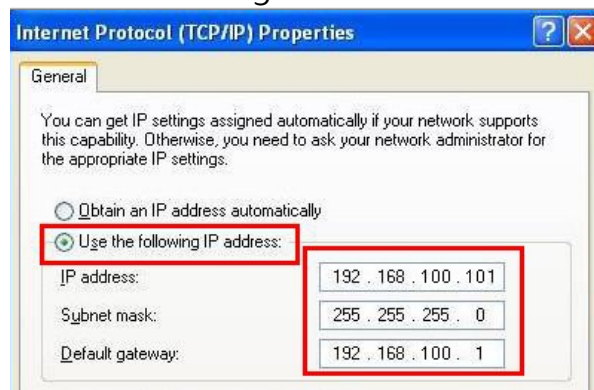 Internet Protocol (TCP/IP) Properties
General
You can get IP settings assigned automatically if your network supports
this capability. Otherwise, you need to ask your network administrator for
the appropriate IP settings.
Obtain an IP address automatically
Use the following IP address:
IP address: 192 . 168 . 100 . 101
Subnet mask: 255 . 255 . 255 . 0
Default gateway: 192 . 168 . 100 . 1